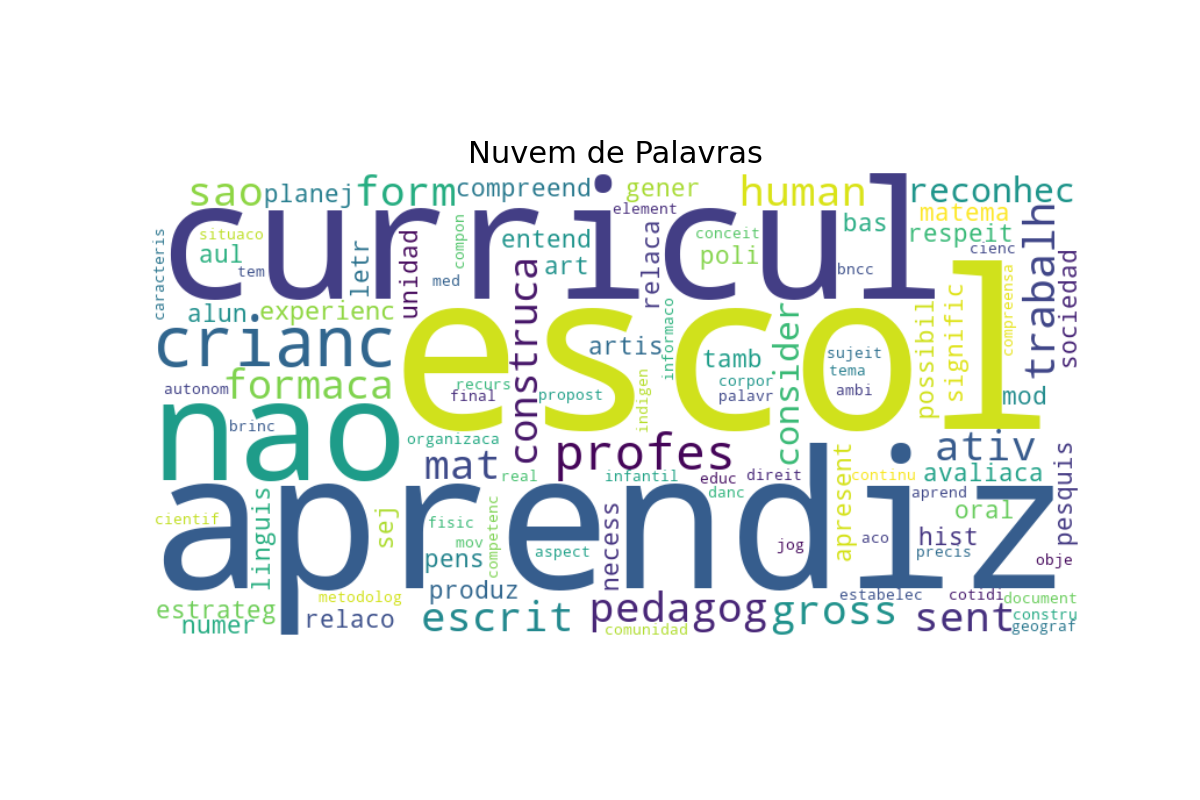 Nuvem de Palavras
sao
planej
form
compreend
gener
human
reconhec
curricul
element
matema
situaco
aul
tem
caracteris
letr
unidad
compon
med
entend
art
relaca
conceit
poli
bas
bncc
respeit
cienc
trabalh
sociedad
alun
experienc
crianc
construca
escol
artis
informaco
tamb
consider
sujeit
tema
possibil
signific
compreensa
autonom
formaca
recurs
final
propost
indigen
corpor
palavr
ambi
mod
nao
brinc
organizaca
mat
profes
ativ
real
infantil
educ
direit
continu
avaliaca
pesquis
aprendiz
danc
aprend
cientif
linguis
sej
fisic
mov
competenc
pens
aspect
necess
jog
apresent
aco
hist
oral
precis
obje
estrateg
numer
metodolog
relaco
produz
escrit
pedagog
comunidad
gross
estabelec
cotidi
sent
document
constru
geograf